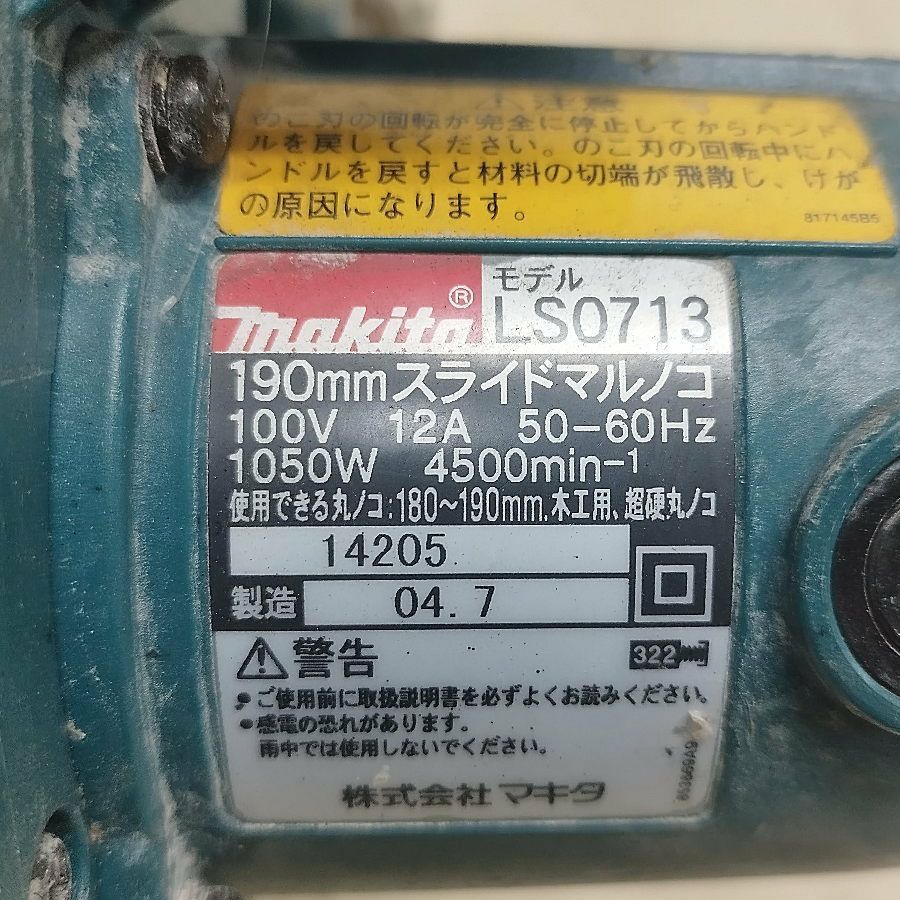 ⚠注意
のこ刃の回転が完全に停止してからハンド
ルを戻してください。のこ刃の回転中にハ
ンドルを戻すと材料の切端が飛散し、けが
の原因になります。
817145B5
makita® モデル LS0713
190mmスライドマルノコ
100V 12A 50-60Hz
1050W 4500min-1
使用できる丸ノコ:180~190mm.木工用、超硬丸ノコ
14205
製造 04.7
⚠警告 322
●ご使用前に取扱説明書を必ずよくお読みください。
●感電の恐れがあります。
雨中では使用しないでください。
株式会社マキタ